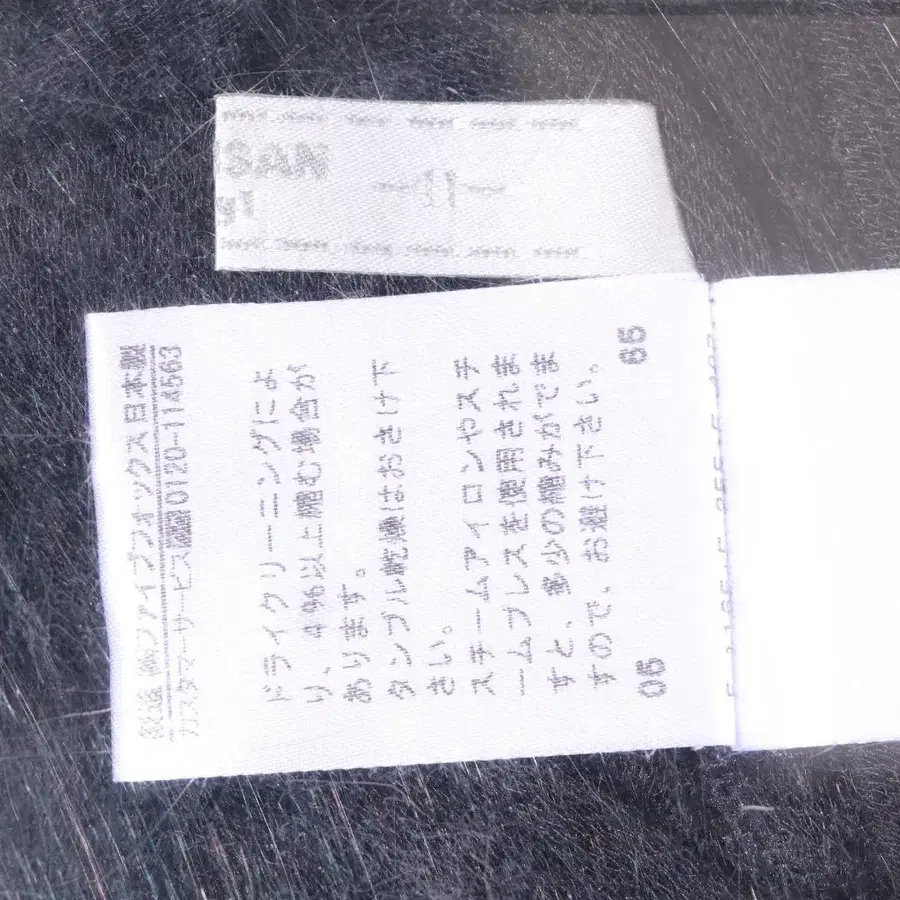 SAN
ドライクリーニングによ
り、4%以上縮む場合が
あります。
タンブル乾燥はおさけ下
さい。
スチームアイロンやスチ
ームプレスを使用されま
すと、多少の縮みがでま
すので、お避け下さい。
05 65
㈱ファイブフォックス日本製
カスタマーサービス 0120-114563